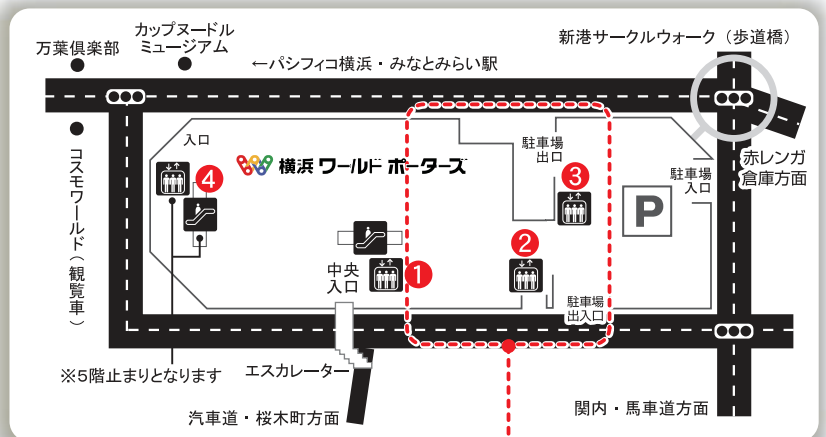 カップヌードル
ミュージアム
万葉倶楽部
新港サークルウォーク（歩道橋）
←パシフィコ横浜・みなとみらい駅
入口
横浜 ワールド ポーターズ
駐車場
出口
赤レンガ
倉庫方面
駐車場
入口
コスモワールド（観覧車）
4
3
P
2
1
中央
入口
駐車場
出入口
※5階止まりとなります
エスカレーター
汽車道・桜木町方面
関内・馬車道方面